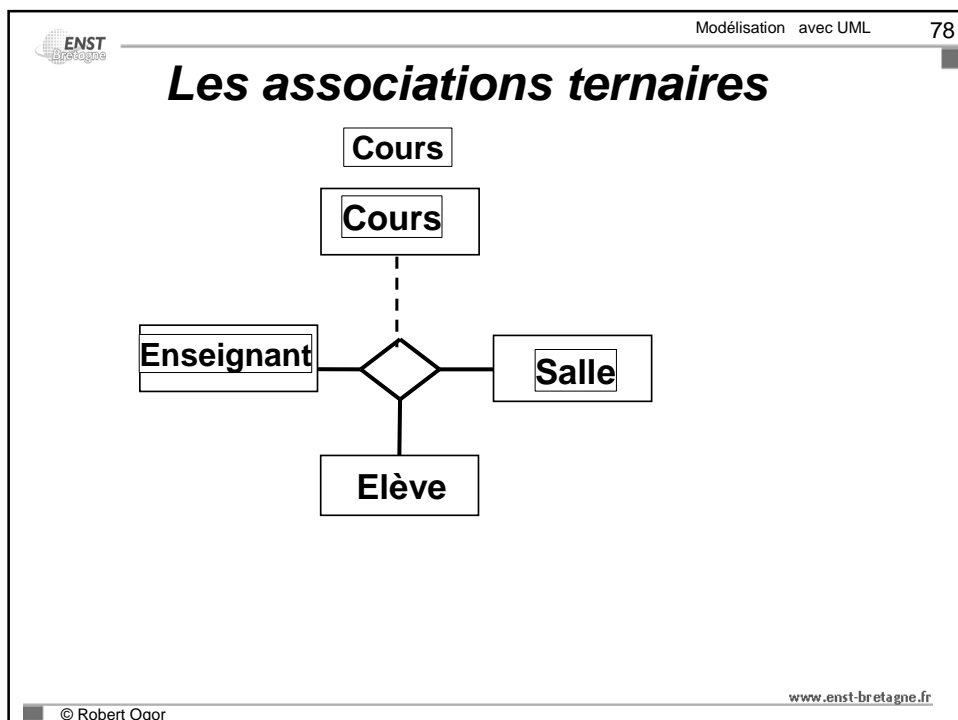 Modélisation avec UML 78
ENST
Bretagne
Les associations ternaires
Cours
Cours
Enseignant
Salle
Elève
www.enst-bretagne.fr
© Robert Ogor